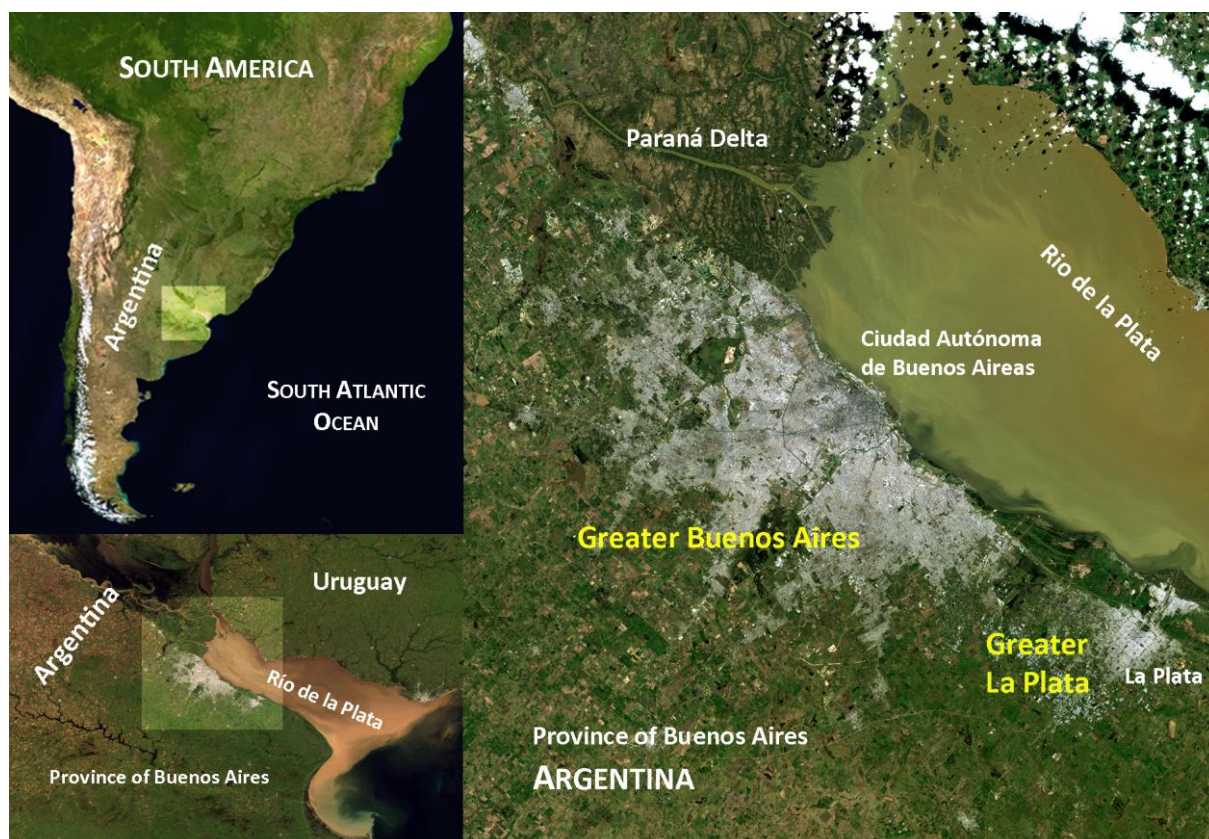 SOUTH AMERICA
Argentina
SOUTH ATLANTIC
OCEAN
Argentina
Uruguay
Río de la Plata
Province of Buenos Aires
Paraná Delta
Rio de la Plata
Ciudad Autónoma
de Buenos Aireas
Greater Buenos Aires
Greater
La Plata
La Plata
Province of Buenos Aires
ARGENTINA